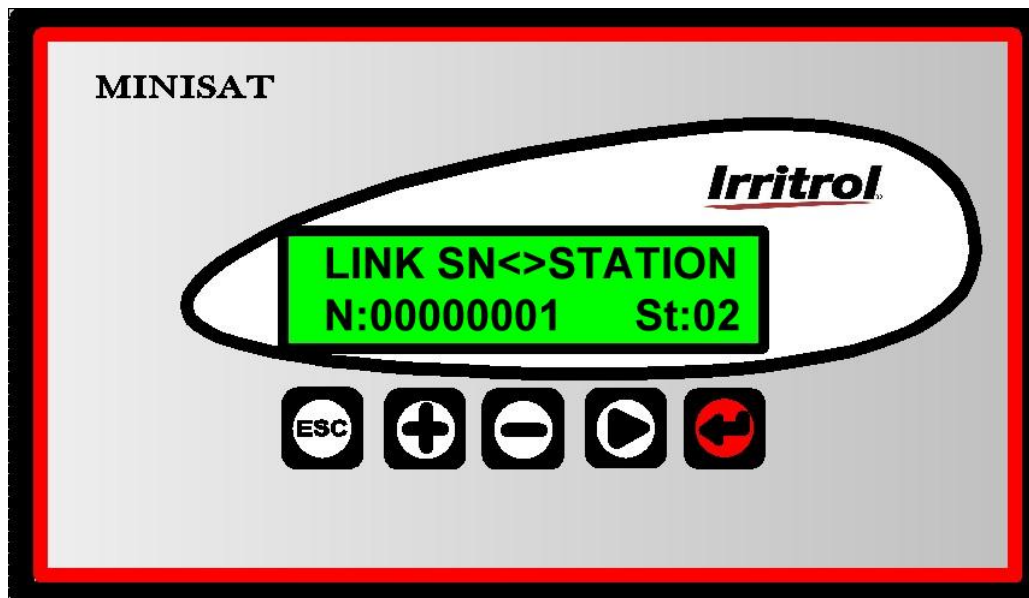 MINISAT
Irritrol
LINK SN<>STATION
N:00000001 St:02
ESC